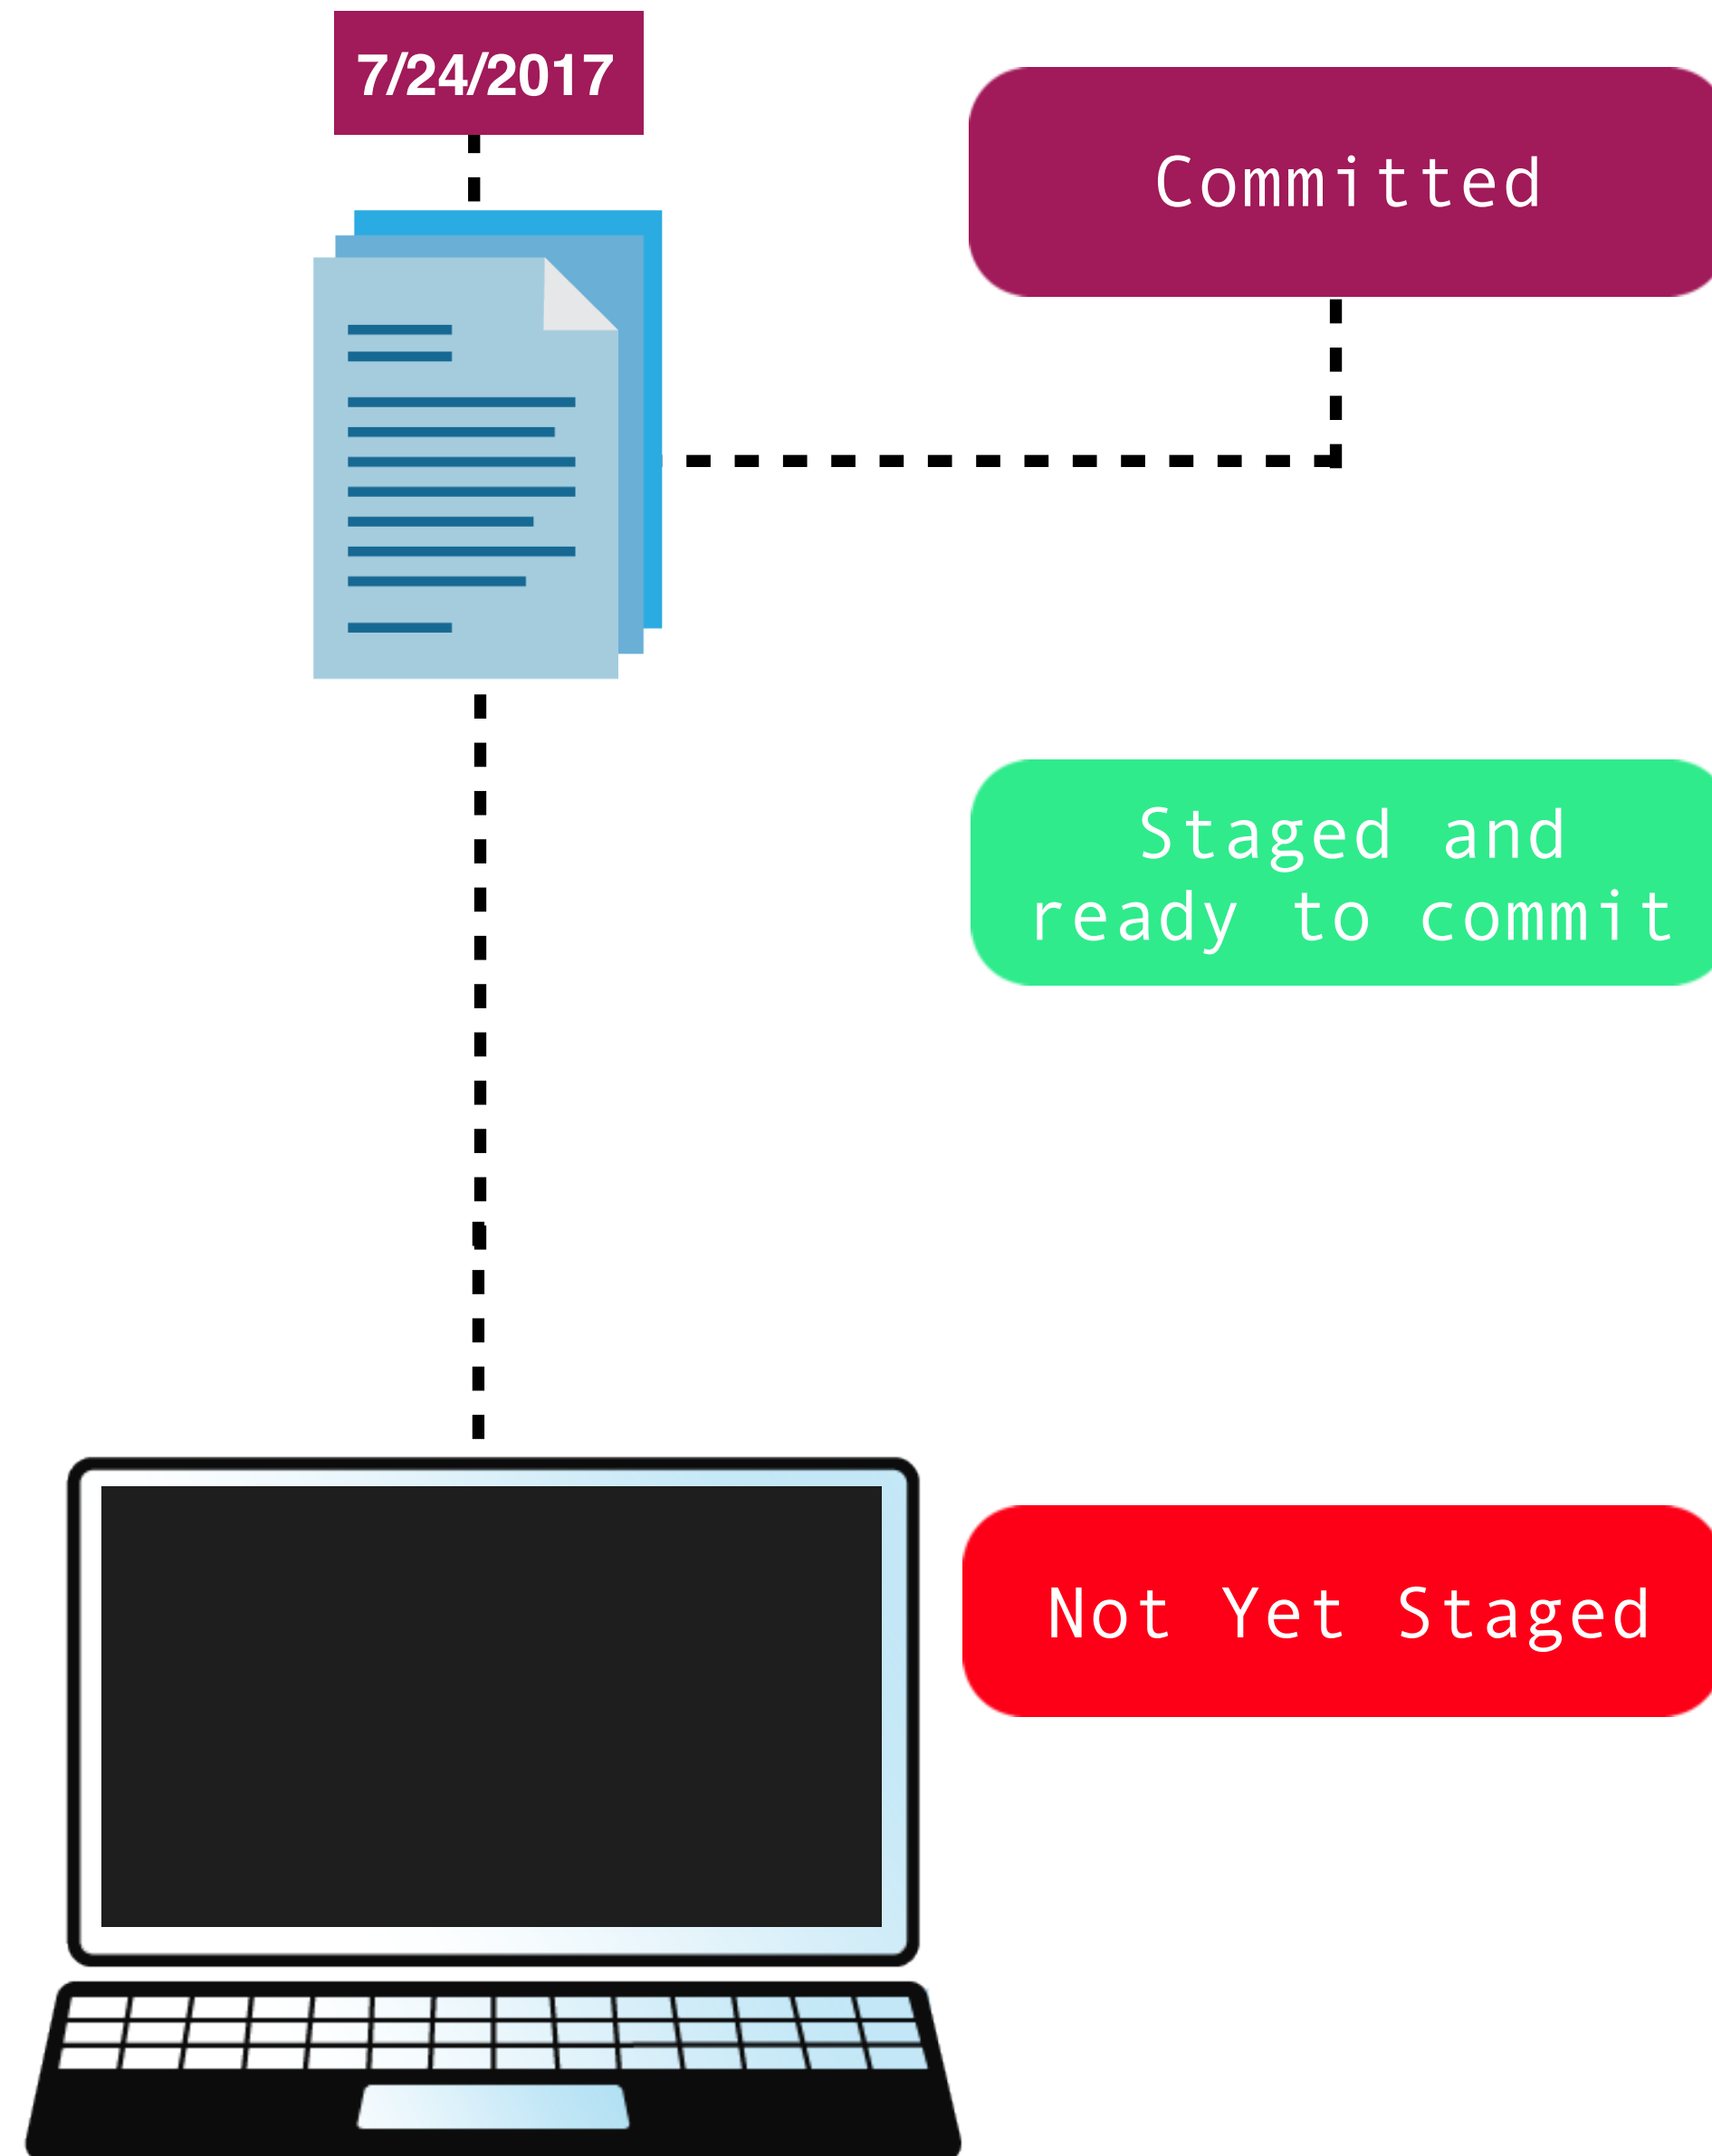 7/24/2017
Committed
Staged and
ready to commit
Not Yet Staged